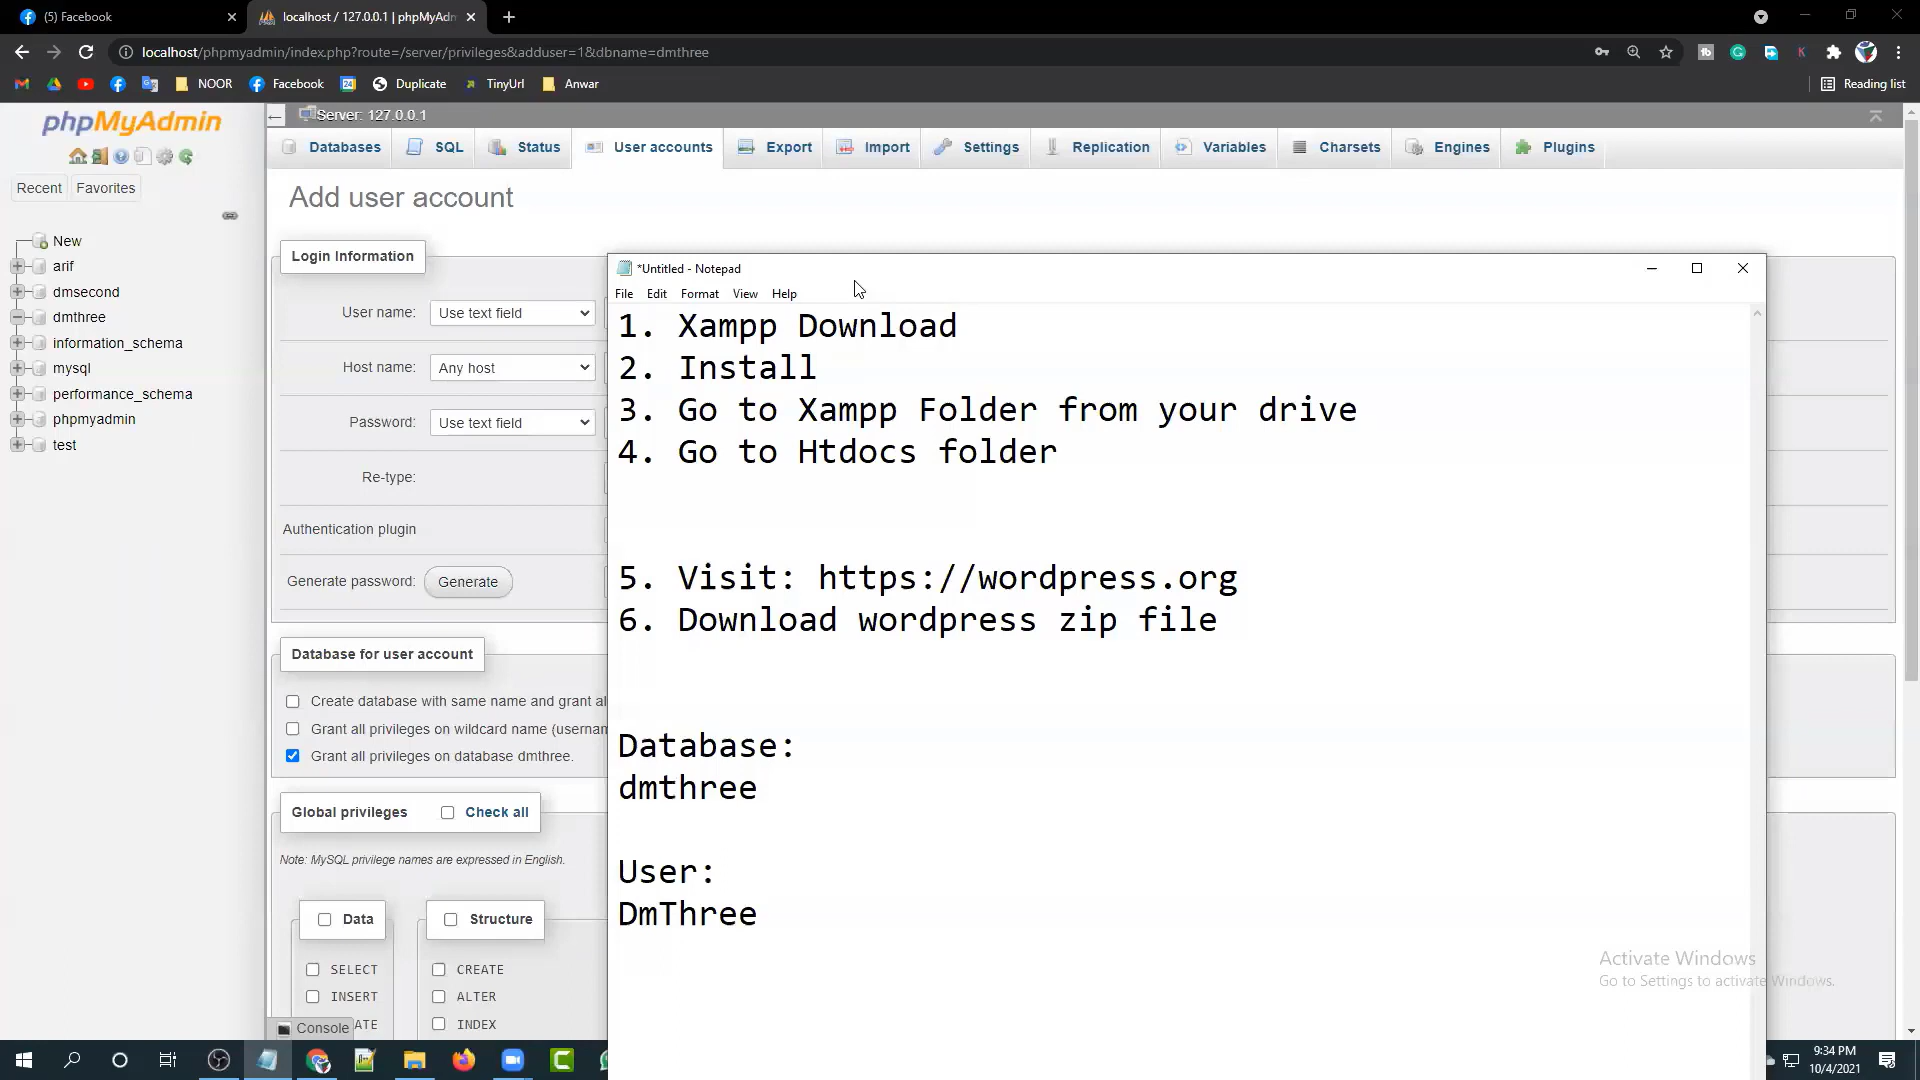 (5) Facebook
localhost / 127.0.0.1 | phpMyAdm
localhost/phpmyadmin/index.php?route=/server/privileges&adduser=1&dbname=dmthree
NOOR
Facebook
24
Duplicate
TinyUrl
Anwar
Reading list
phpMyAdmin
Recent
Favorites
New
arif
dmsecond
dmthree
information_schema
mysql
performance_schema
phpmyadmin
test
Server: 127.0.0.1
Databases
SQL
Status
User accounts
Export
Import
Settings
Replication
Variables
Charsets
Engines
Plugins
Add user account
Login Information
User name:
Use text field
Host name:
Any host
Password:
Use text field
Re-type:
Authentication plugin
Generate password:
Generate
Database for user account
Create database with same name and grant al
Grant all privileges on wildcard name (usernam
Grant all privileges on database dmthree.
Global privileges
Check all
Note: MySQL privilege names are expressed in English.
Data
Structure
SELECT
CREATE
INSERT
ALTER
ATE
INDEX
Console
*Untitled - Notepad
File
Edit
Format
View
Help
1. Xampp Download
2. Install
3. Go to Xampp Folder from your drive
4. Go to Htdocs folder
5. Visit: https://wordpress.org
6. Download wordpress zip file
Database:
dmthree
User:
DmThree
Activate Windows
Go to Settings to activate Windows.
9:34 PM
10/4/2021